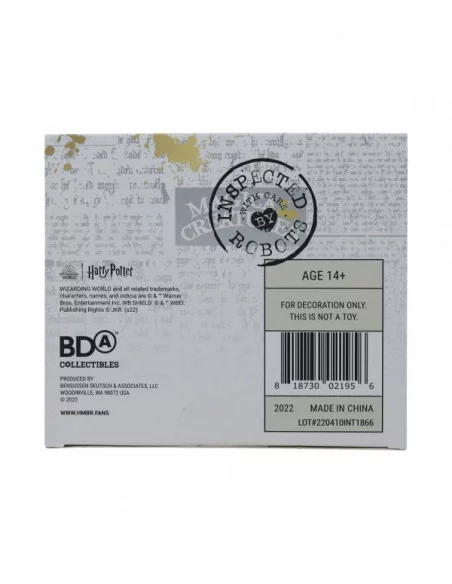 INSPECTED
WITH CARE
BY
ROBOTS
Harry Potter
WIZARDING WORLD and all related trademarks,
characters, names, and indicia are © & ™ Warner
Bros. Entertainment Inc. WB SHIELD: © & ™ WBEI.
Publishing Rights © JKR. (s22)
BDA™
COLLECTIBLES
PRODUCED BY
BENSUSSEN DEUTSCH & ASSOCIATES, LLC
WOODINVILLE, WA 98072 USA
© 2022
WWW.HMBR.FANS
AGE 14+
FOR DECORATION ONLY.
THIS IS NOT A TOY.
8 18730 02195 6
2022 MADE IN CHINA
LOT#220410INT1866